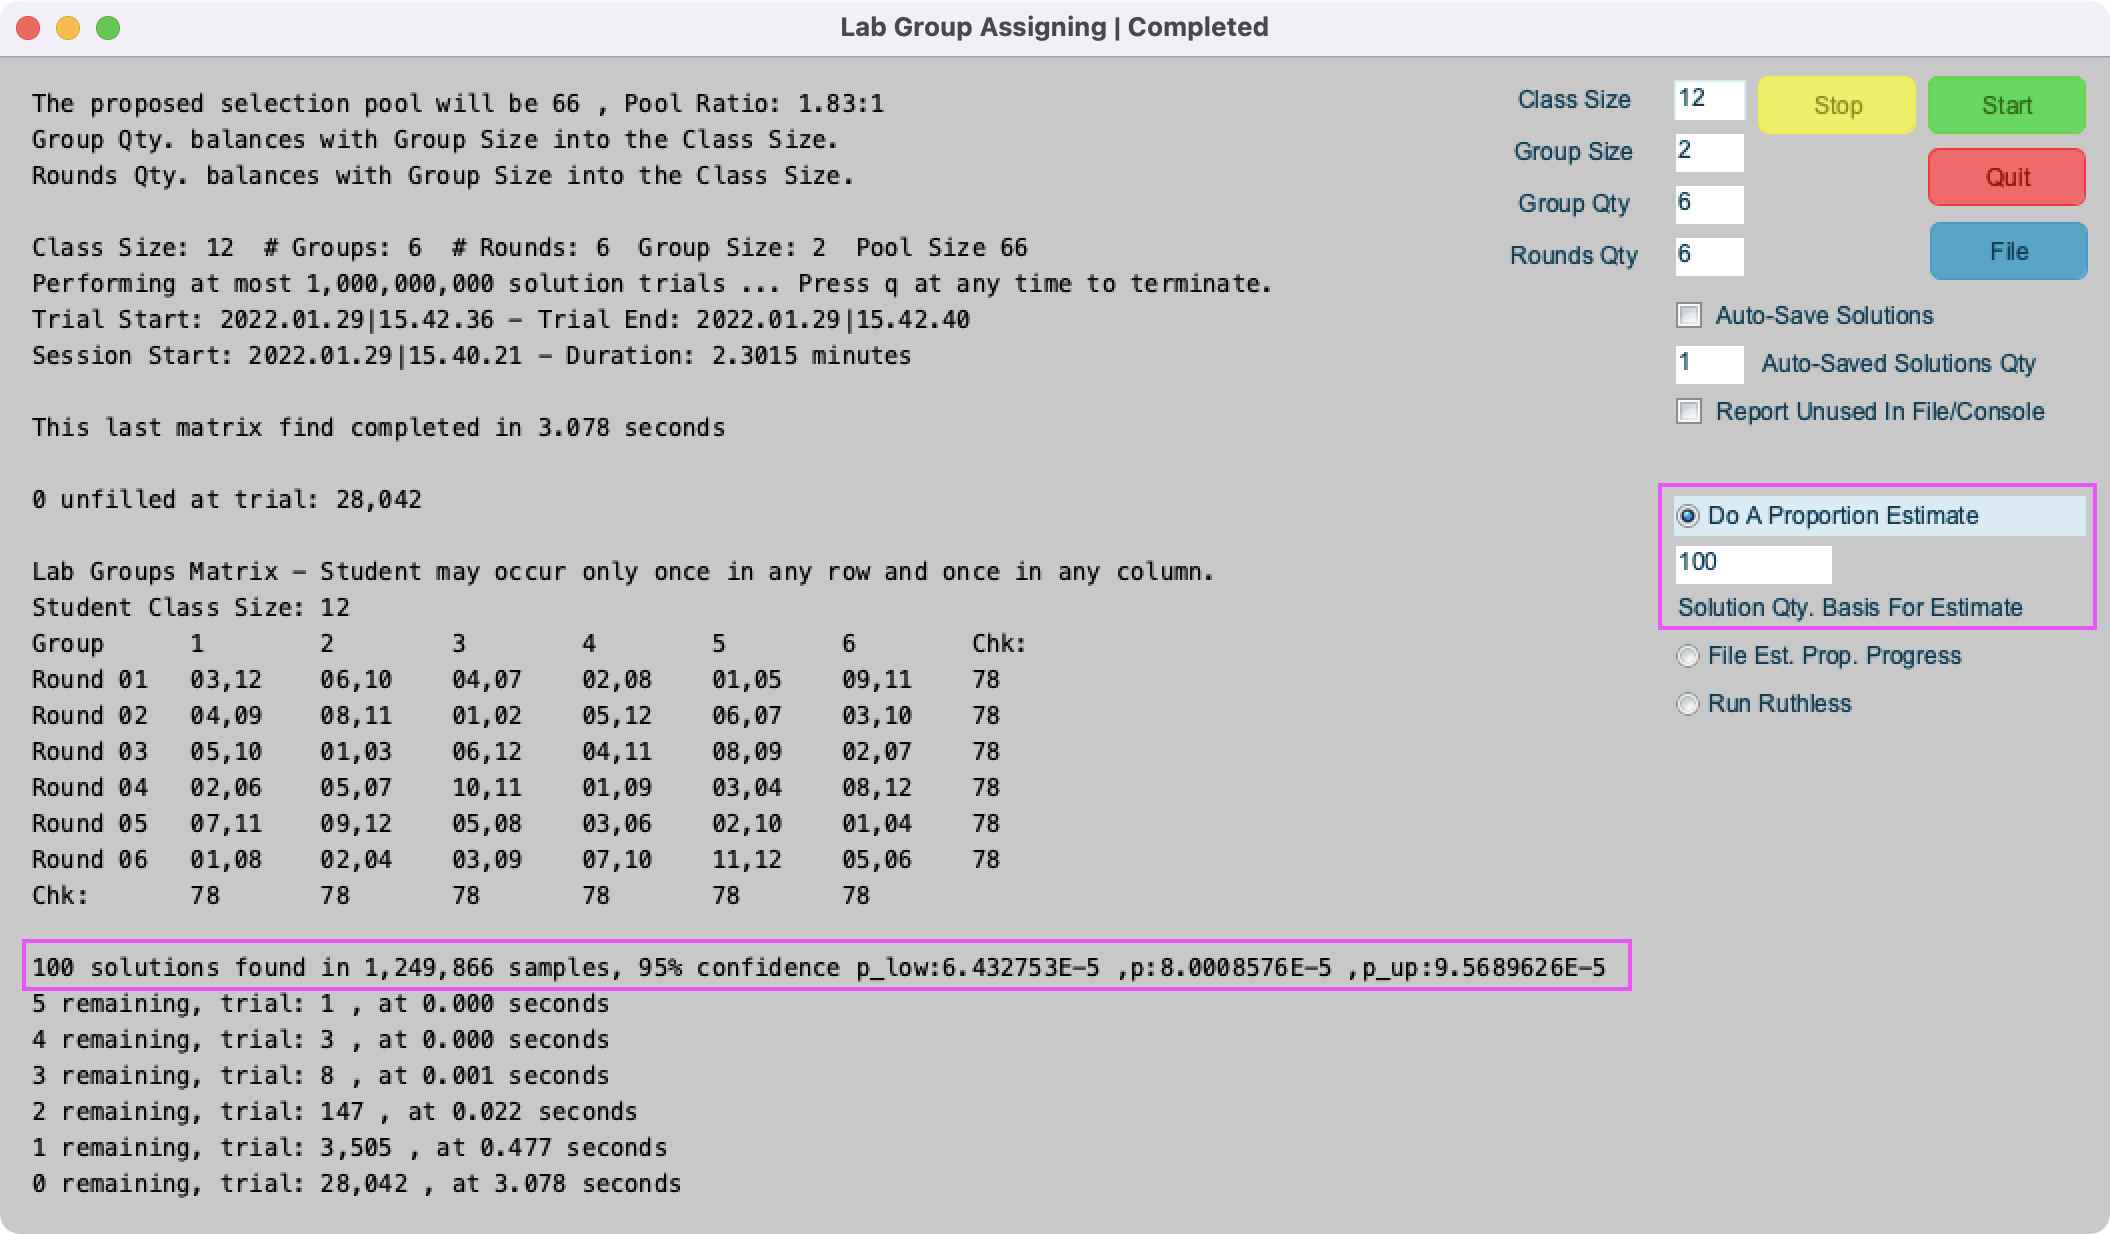 Lab Group Assigning | Completed
The proposed selection pool will be 66 , Pool Ratio: 1.83:1
Group Qty. balances with Group Size into the Class Size.
Rounds Qty. balances with Group Size into the Class Size.
Class Size: 12  # Groups: 6  # Rounds: 6  Group Size: 2  Pool Size 66
Performing at most 1,000,000,000 solution trials ... Press q at any time to terminate.
Trial Start: 2022.01.29|15.42.36 – Trial End: 2022.01.29|15.42.40
Session Start: 2022.01.29|15.40.21 – Duration: 2.3015 minutes
This last matrix find completed in 3.078 seconds
0 unfilled at trial: 28,042
Lab Groups Matrix – Student may occur only once in any row and once in any column.
Student Class Size: 12
Group 1 2 3 4 5 6 Chk:
Round 01 03,12 06,10 04,07 02,08 01,05 09,11 78
Round 02 04,09 08,11 01,02 05,12 06,07 03,10 78
Round 03 05,10 01,03 06,12 04,11 08,09 02,07 78
Round 04 02,06 05,07 10,11 01,09 03,04 08,12 78
Round 05 07,11 09,12 05,08 03,06 02,10 01,04 78
Round 06 01,08 02,04 03,09 07,10 11,12 05,06 78
Chk: 78 78 78 78 78 78
100 solutions found in 1,249,866 samples, 95% confidence p_low:6.432753E–5 ,p:8.0008576E–5 ,p_up:9.5689626E–5
5 remaining, trial: 1 , at 0.000 seconds
4 remaining, trial: 3 , at 0.000 seconds
3 remaining, trial: 8 , at 0.001 seconds
2 remaining, trial: 147 , at 0.022 seconds
1 remaining, trial: 3,505 , at 0.477 seconds
0 remaining, trial: 28,042 , at 3.078 seconds
Class Size 12 Stop Start
Group Size 2 Quit
Group Qty 6
Rounds Qty 6 File
Auto-Save Solutions
1 Auto-Saved Solutions Qty
Report Unused In File/Console
Do A Proportion Estimate
100
Solution Qty. Basis For Estimate
File Est. Prop. Progress
Run Ruthless